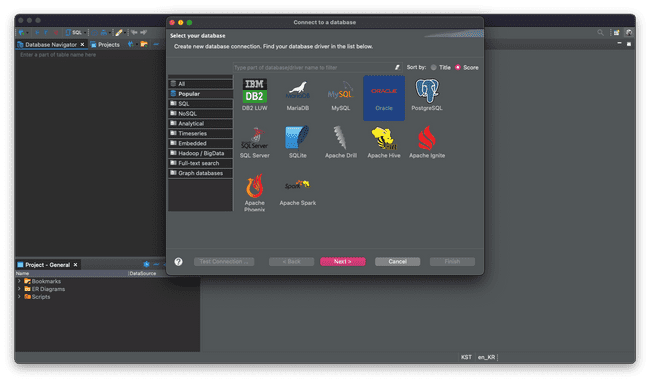 Connect to a database
Select your database
Create new database connection. Find your database driver in the list below.
SQL
Database Navigator
Projects
Enter a part of table name here
Type part of database/driver name to filter
Sort by:
Title
Score
All
Popular
SQL
NoSQL
Analytical
Timeseries
Embedded
Hadoop / BigData
Full-text search
Graph databases
IBM
DB2
DB2 LUW
MariaDB
MySQL
MySQL
ORACLE
Oracle
PostgreSQL
SQL Server
SQL Server
SQLite
Apache Drill
Apache Hive
Apache Ignite
Apache Phoenix
Spark
Apache Spark
Project - General
Name
DataSource
Bookmarks
ER Diagrams
Scripts
?
Test Connection ...
< Back
Next >
Cancel
Finish
KST
en_KR